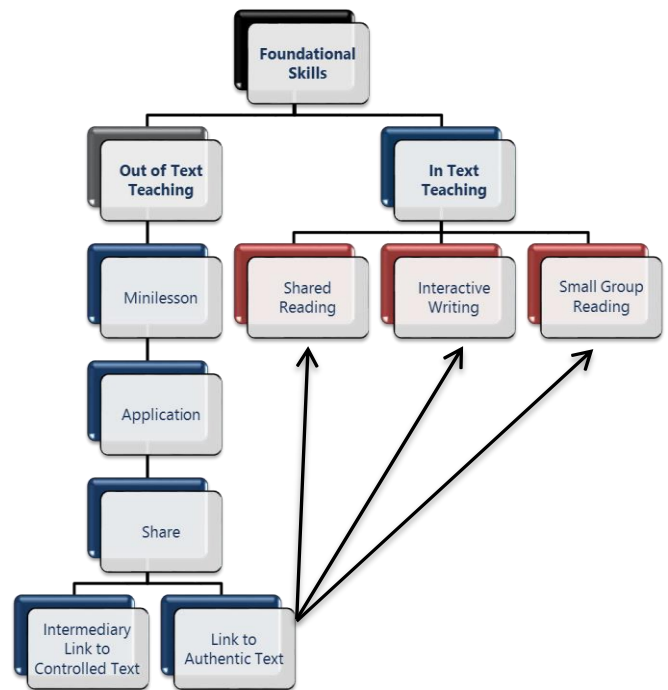 Foundational
Skills
Out of Text
Teaching
In Text
Teaching
Minilesson
Shared
Reading
Interactive
Writing
Small Group
Reading
Application
Share
Intermediary
Link to
Controlled Text
Link to
Authentic Text